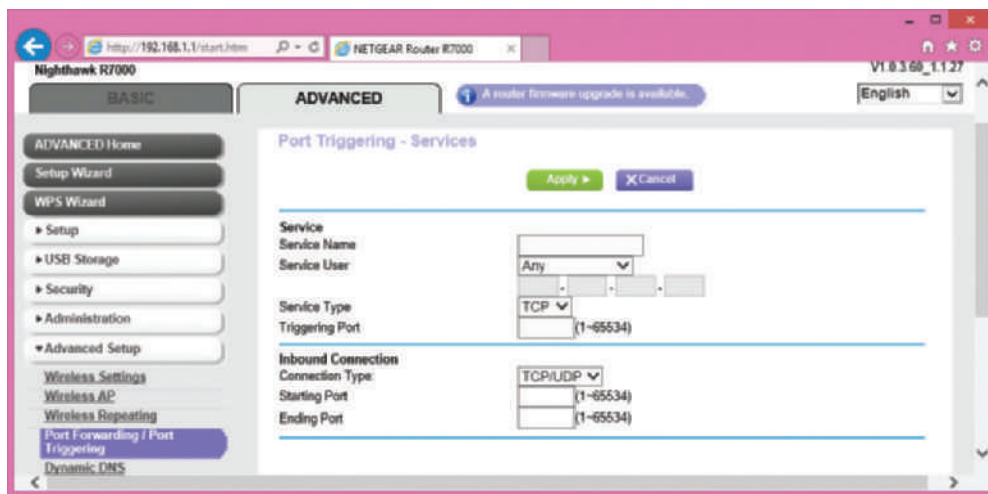 http://192.168.1.1/start.htm
NETGEAR Router R7000
Nighthawk R7000
V1.0.3.60_1.1.27
BASIC
ADVANCED
A router firmware upgrade is available.
English
ADVANCED Home
Setup Wizard
WPS Wizard
Setup
USB Storage
Security
Administration
Advanced Setup
Wireless Settings
Wireless AP
Wireless Repeating
Port Forwarding / Port
Triggering
Dynamic DNS
Port Triggering - Services
Apply
Cancel
Service
Service Name
Service User
Any
Service Type
TCP
Triggering Port
(1~65534)
Inbound Connection
Connection Type:
TCP/UDP
Starting Port
(1~65534)
Ending Port
(1~65534)